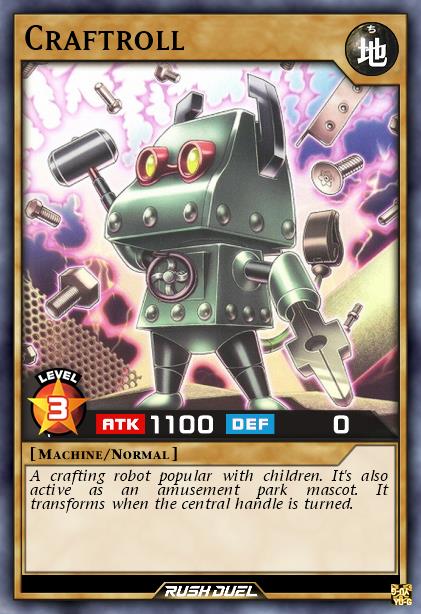 CRAFTROLL
ち
地
LEVEL
3
ATK 1100 DEF 0
[MACHINE/NORMAL]
A crafting robot popular with children. It's also
active as an amusement park mascot. It
transforms when the central handle is turned.
RUSH DUEL